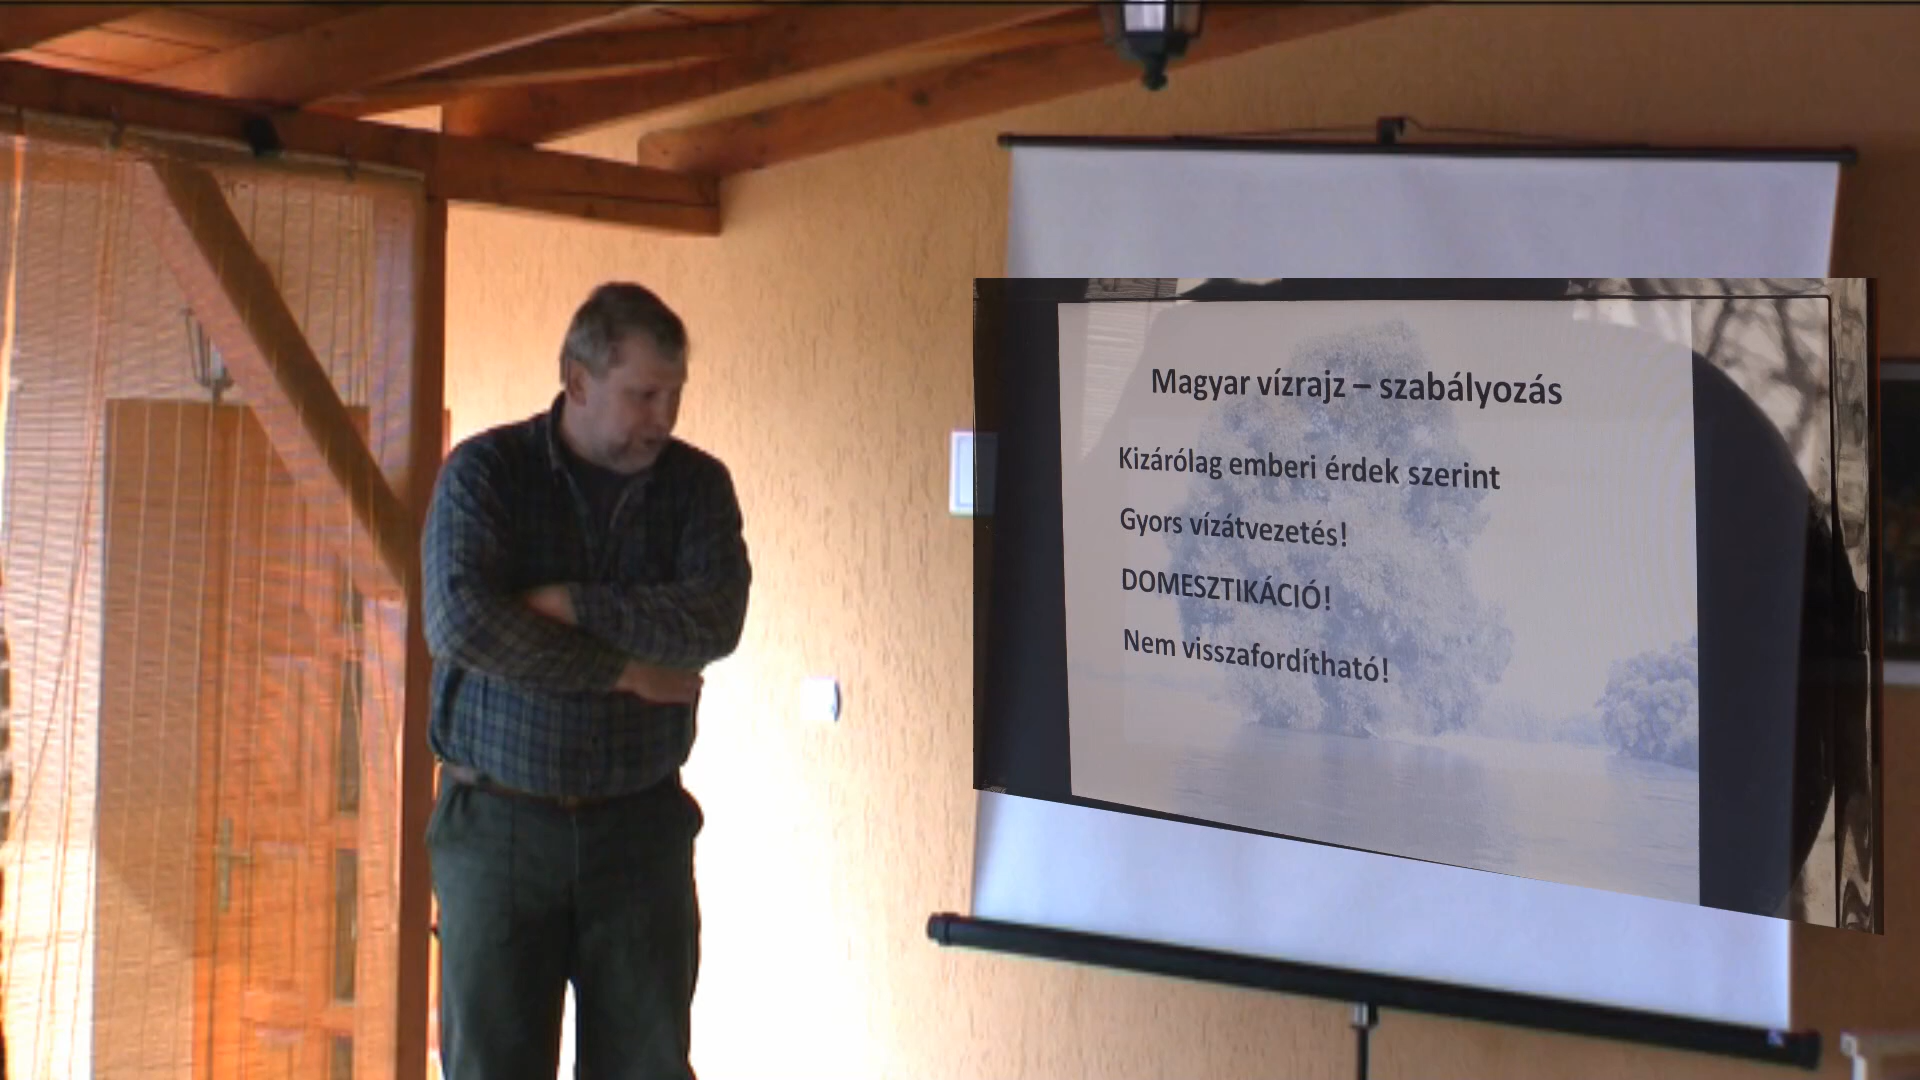 Magyar vízrajz – szabályozás
Kizárólag emberi érdek szerint
Gyors vízátvezetés!
DOMESZTIKÁCIÓ!
Nem visszafordítható!